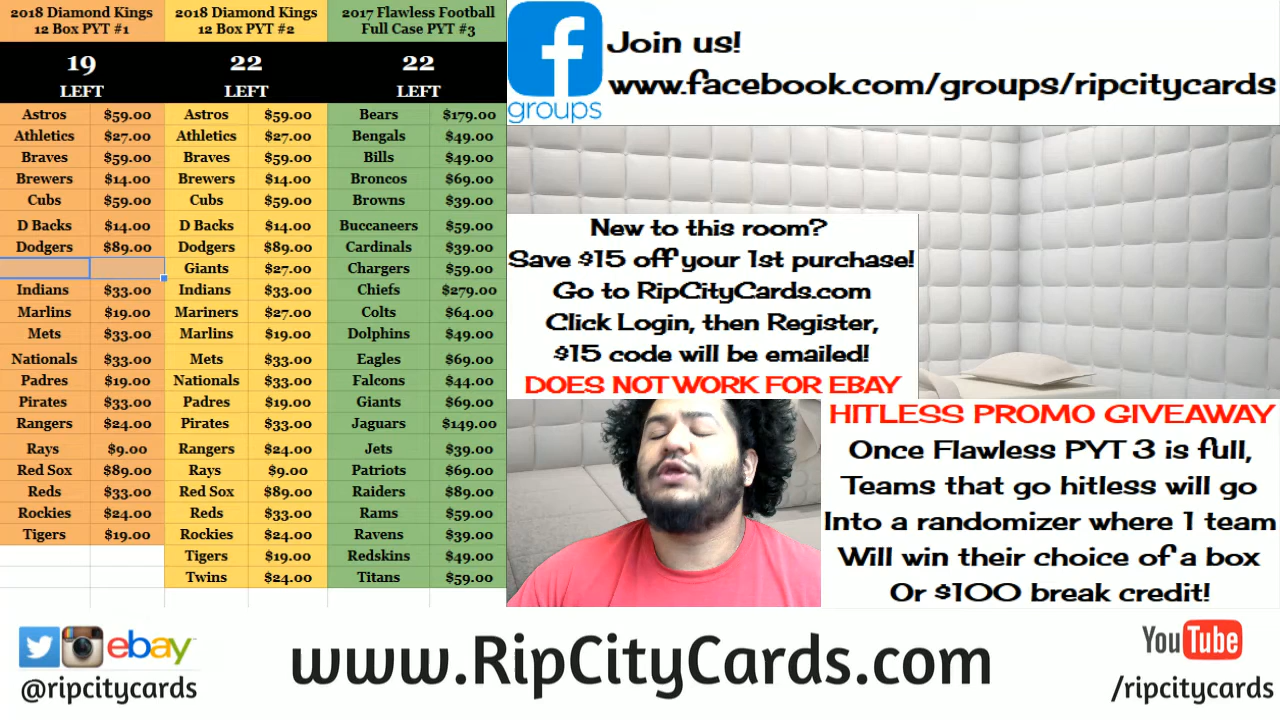 2018 Diamond Kings
12 Box PYT #1
19
LEFT
Astros $59.00
Athletics $27.00
Braves $59.00
Brewers $14.00
Cubs $59.00
D Backs $14.00
Dodgers $89.00
Indians $33.00
Marlins $19.00
Mets $33.00
Nationals $33.00
Padres $19.00
Pirates $33.00
Rangers $24.00
Rays $9.00
Red Sox $89.00
Reds $33.00
Rockies $24.00
Tigers $19.00
2018 Diamond Kings
12 Box PYT #2
22
LEFT
Astros $59.00
Athletics $27.00
Braves $59.00
Brewers $14.00
Cubs $59.00
D Backs $14.00
Dodgers $89.00
Giants $27.00
Indians $33.00
Mariners $27.00
Marlins $19.00
Mets $33.00
Nationals $33.00
Padres $19.00
Pirates $33.00
Rangers $24.00
Rays $9.00
Red Sox $89.00
Reds $33.00
Rockies $24.00
Tigers $19.00
Twins $24.00
2017 Flawless Football
Full Case PYT #3
22
LEFT
Bears $179.00
Bengals $49.00
Bills $49.00
Broncos $69.00
Browns $39.00
Buccaneers $59.00
Cardinals $39.00
Chargers $59.00
Chiefs $279.00
Colts $64.00
Dolphins $49.00
Eagles $69.00
Falcons $44.00
Giants $69.00
Jaguars $149.00
Jets $39.00
Patriots $69.00
Raiders $89.00
Rams $59.00
Ravens $39.00
Redskins $49.00
Titans $59.00
f
groups
Join us!
www.facebook.com/groups/ripcitycards
New to this room?
Save $15 off your 1st purchase!
Go to RipCityCards.com
Click Login, then Register,
$15 code will be emailed!
DOES NOT WORK FOR EBAY
HITLESS PROMO GIVEAWAY
Once Flawless PYT 3 is full,
Teams that go hitless will go
Into a randomizer where 1 team
Will win their choice of a box
Or $100 break credit!
ebay
@ripcitycards
www.RipCityCards.com
YouTube
/ripcitycards